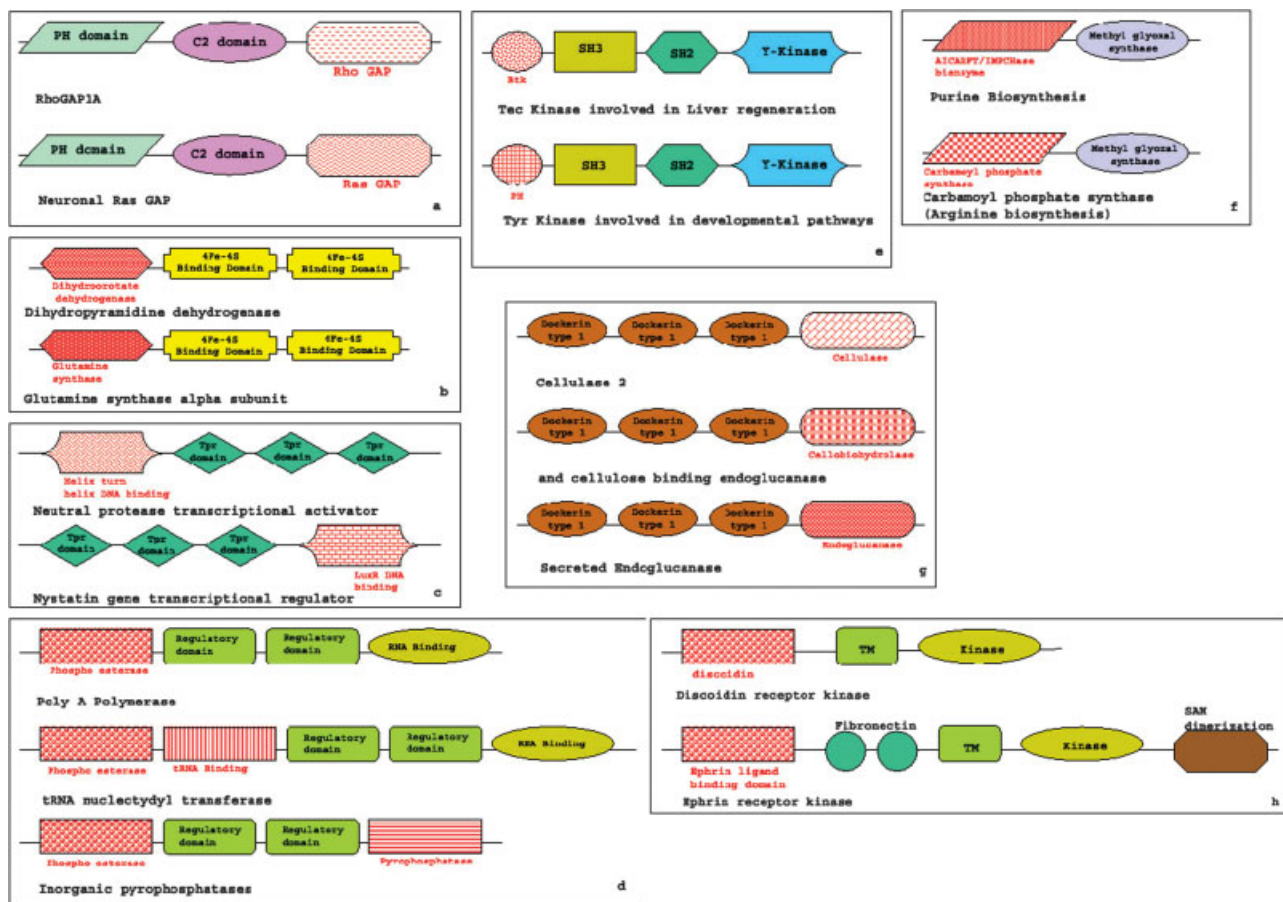 PH domain
C2 domain
Rho GAP
RhoGAP1A
PH domain
C2 domain
Ras GAP
Neuronal Ras GAP
a
4Fe-4S
Binding Domain
4Fe-4S
Binding Domain
Dihydroorotate
dehydrogenase
Dihydropyramidine dehydrogenase
4Fe-4S
Binding Domain
4Fe-4S
Binding Domain
Glutamine
synthase
Glutamine synthase alpha subunit
b
Tpr
domain
Tpr
domain
Tpr
domain
Helix turn
helix DNA binding
Neutral protease transcriptional activator
Tpr
domain
Tpr
domain
Tpr
domain
LuxR DNA
binding
Nystatin gene transcriptional regulator
c
Phospho esterase
Regulatory
domain
Regulatory
domain
RNA Binding
Poly A Polymerase
Phospho esterase
tRNA Binding
Regulatory
domain
Regulatory
domain
RNA Binding
tRNA nuclectydyl transferase
Phospho esterase
Regulatory
domain
Regulatory
domain
Pyrophosphatase
Inorganic pyrophosphatases
d
Btk
SH3
SH2
Y-Kinase
Tec Kinase involved in Liver regeneration
PH
SH3
SH2
Y-Kinase
Tyr Kinase involved in developmental pathways
e
AICARFT/IMPCHase
bienzyme
Methyl glyoxal
synthase
Purine Biosynthesis
Carbamoyl phosphate
synthase
Methyl glyoxal
synthase
Carbamoyl phosphate synthase
(Arginine biosynthesis)
f
Dockerin
type 1
Dockerin
type 1
Dockerin
type 1
Cellulase
Cellulase 2
Dockerin
type 1
Dockerin
type 1
Dockerin
type 1
Cellobiohydrolase
and cellulose binding endoglucanase
Dockerin
type 1
Dockerin
type 1
Dockerin
type 1
Endoglucanase
Secreted Endoglucanase
g
discoidin
TM
Kinase
Discoidin receptor kinase
Ephrin ligand
binding domain
Fibronectin
TM
Kinase
SAM
dimerization
Ephrin receptor kinase
h